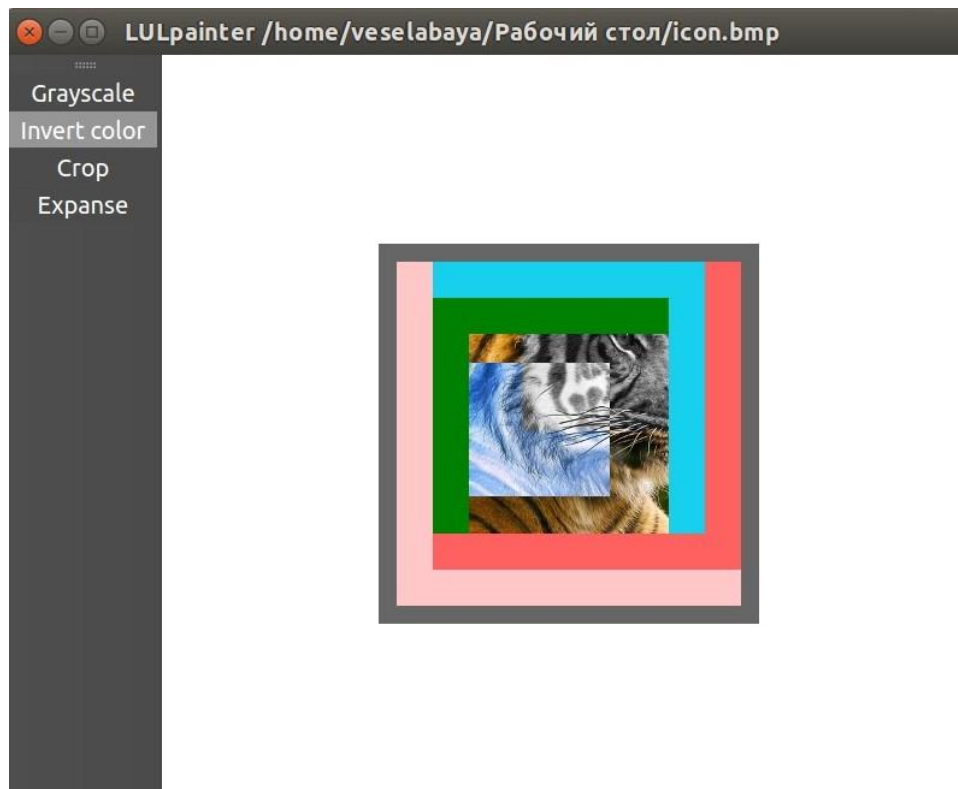 LULpainter /home/veselabaya/Рабочий стол/icon.bmp
Grayscale
Invert color
Crop
Expanse